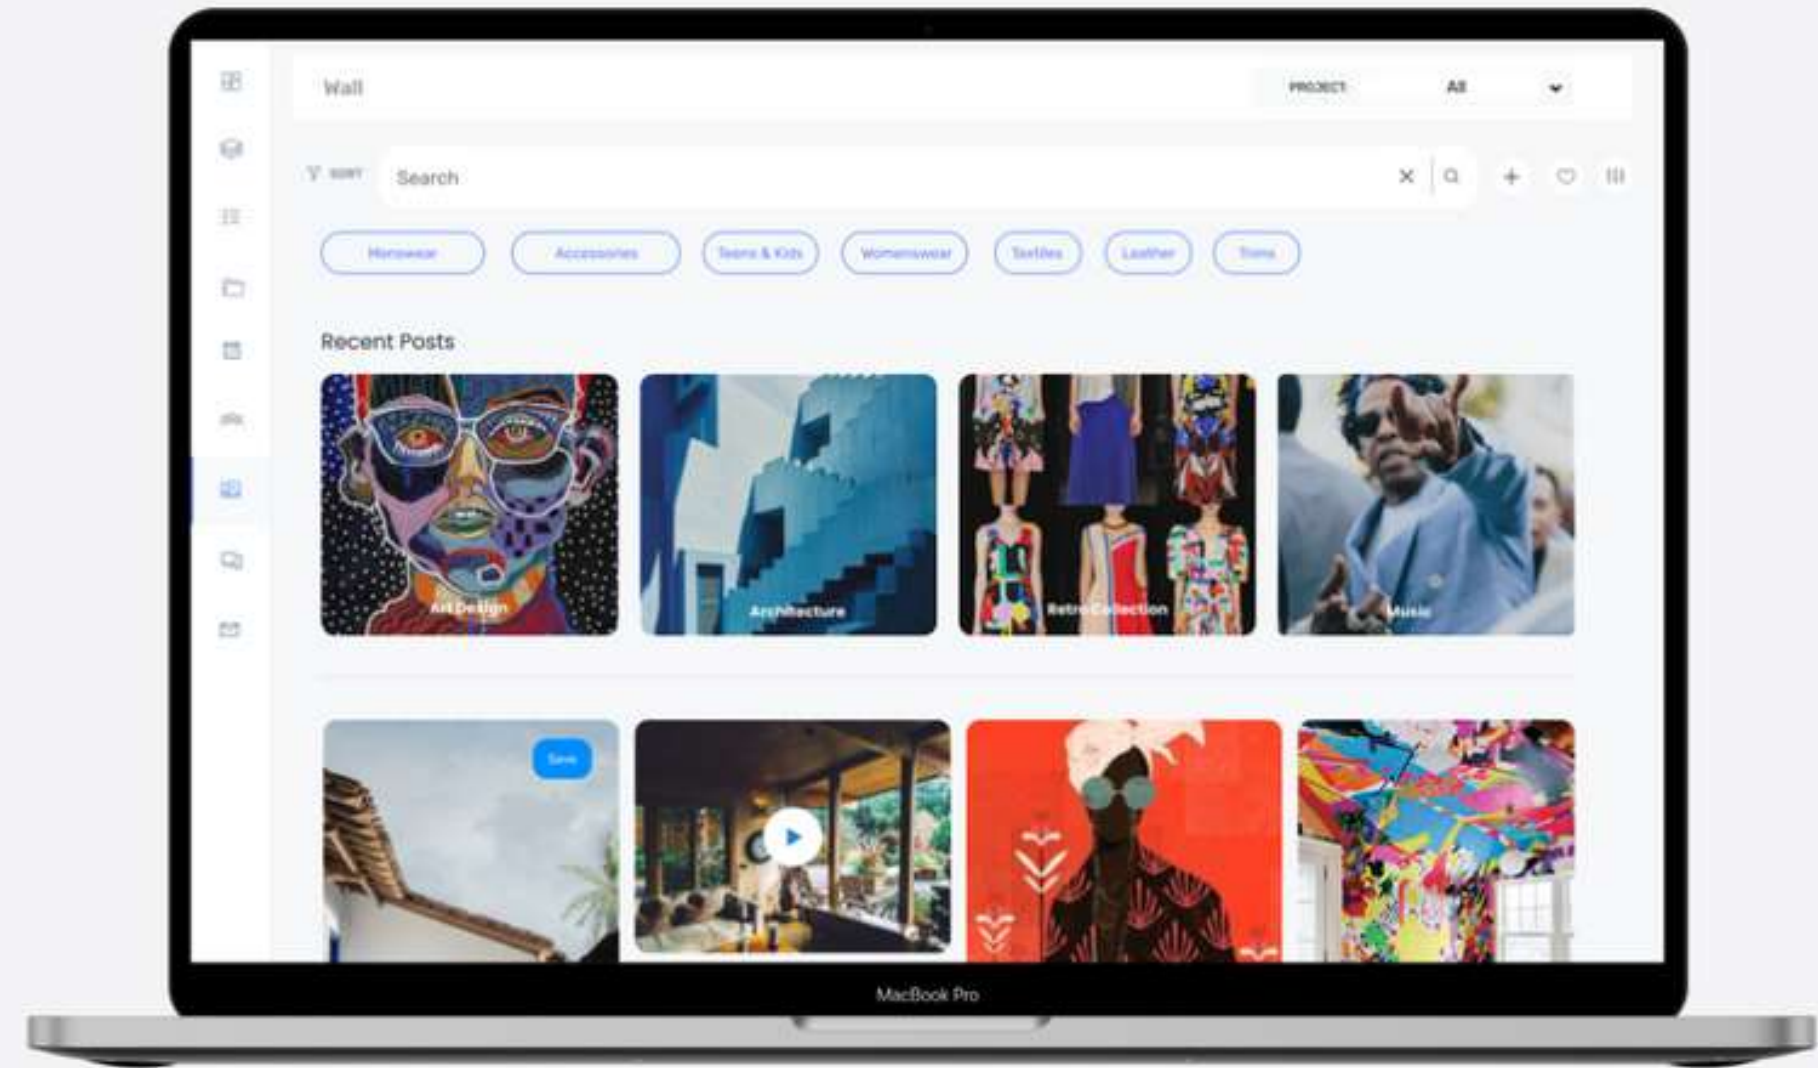 Wall
PROJECT: All
SORT Search
Menswear Accessories Teens & Kids Womenswear Textiles Leather Trims
Recent Posts
Art Design Architecture Retro Collection Music
Save
MacBook Pro